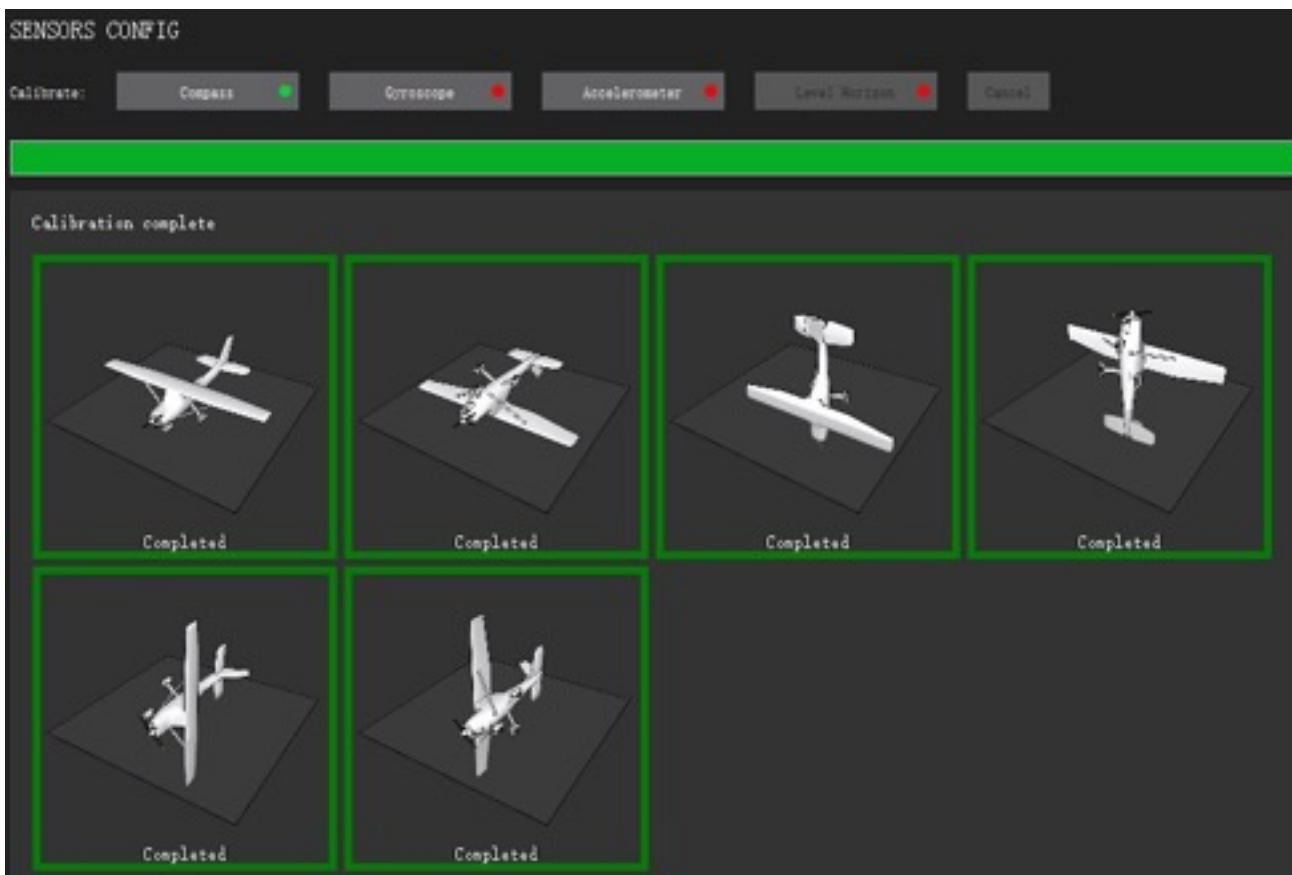 SENSORS CONFIG
Calibrate: Compass Gyroscope Accelerometer Level Horizon Cancel
Calibration complete
Completed Completed Completed Completed
Completed Completed